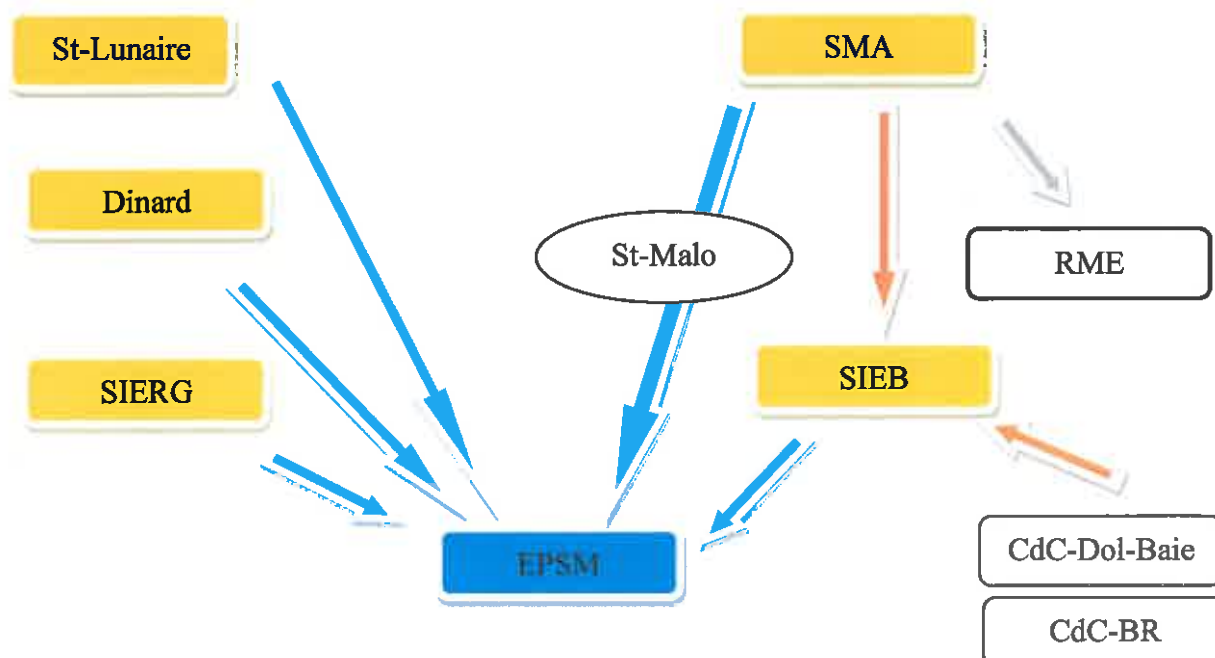 St-Lunaire
SMA
Dinard
St-Malo
RME
SIERG
SIEB
EPSM
CdC-Dol-Baie
CdC-BR